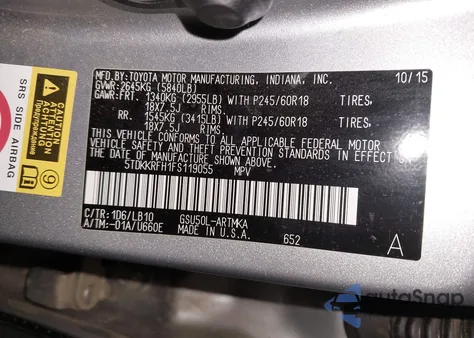 MFD.BY:TOYOTA MOTOR MANUFACTURING, INDIANA, INC. 10/15
GVWR: 2645KG (5840LB)
GAWR:FRT. 1340KG (2955LB) WITH P245/60R18 TIRES,
18X7.5J RIMS,
RR. 1545KG (3415LB) WITH P245/60R18 TIRES,
18X7.5J RIMS,
THIS VEHICLE CONFORMS TO ALL APPLICABLE FEDERAL MOTOR
VEHICLE SAFETY AND BUMPER STANDARDS IN EFFECT ON THE
DATE OF MANUFACTURE SHOWN ABOVE.
5TDKKRFH1FS119055 MPV
C/TR:1D6/LB10 GSU50L-ARTMKA
A/TM:-01A/U660E MADE IN U.S.A. 652 A
SRS SIDE AIRBAG
CAUTION
ATTENTION
9
autoSnap